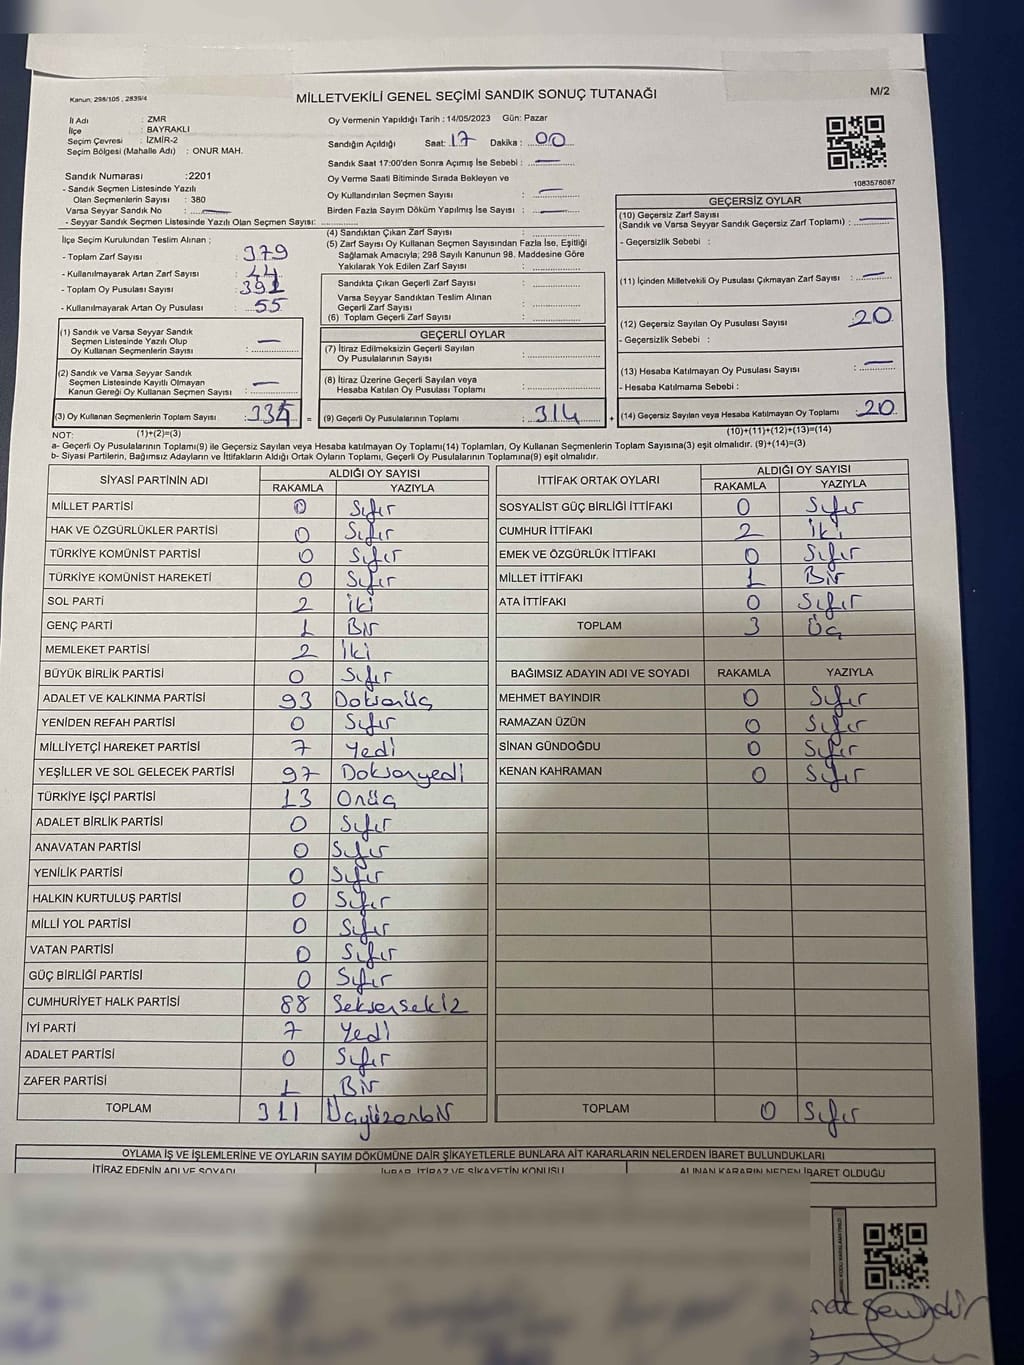 Kanun: 298/105 , 2839/4
MİLLETVEKİLİ GENEL SEÇİMİ SANDIK SONUÇ TUTANAĞI
M/2
İl Adı : ZMR
İlçe : BAYRAKLI
Seçim Çevresi : İZMİR-2
Seçim Bölgesi (Mahalle Adı) : ONUR MAH.
Oy Vermenin Yapıldığı Tarih : 14/05/2023 Gün: Pazar
Sandığın Açıldığı Saat: 17 Dakika : 00
Sandık Saat 17:00'den Sonra Açımış İse Sebebi : —
Oy Verme Saati Bitiminde Sırada Bekleyen ve
Oy Kullandırılan Seçmen Sayısı : —
Birden Fazla Sayım Döküm Yapılmış İse Sayısı : —
1083576087
Sandık Numarası :2201
- Sandık Seçmen Listesinde Yazılı
Olan Seçmenlerin Sayısı : 380
Varsa Seyyar Sandık No : —
- Seyyar Sandık Seçmen Listesinde Yazılı Olan Seçmen Sayısı:
İlçe Seçim Kurulundan Teslim Alınan ;
- Toplam Zarf Sayısı : 379
- Kullanılmayarak Artan Zarf Sayısı : 44
- Toplam Oy Pusulası Sayısı :
- Kullanılmayarak Artan Oy Pusulası : 55
(1) Sandık ve Varsa Seyyar Sandık
Seçmen Listesinde Yazılı Olup
Oy Kullanan Seçmenlerin Sayısı : —
(2) Sandık ve Varsa Seyyar Sandık
Seçmen Listesinde Kayıtlı Olmayan
Kanun Gereği Oy Kullanan Seçmen Sayısı : —
(3) Oy Kullanan Seçmenlerin Toplam Sayısı :
(1)+(2)=(3)
(4) Sandıktan Çıkan Zarf Sayısı :
(5) Zarf Sayısı Oy Kullanan Seçmen Sayısından Fazla İse, Eşitliği
Sağlamak Amacıyla; 298 Sayılı Kanunun 98. Maddesine Göre
Yakılarak Yok Edilen Zarf Sayısı :
Sandıkta Çıkan Geçerli Zarf Sayısı :
Varsa Seyyar Sandıktan Teslim Alınan
Geçerli Zarf Sayısı :
(6) Toplam Geçerli Zarf Sayısı :
GEÇERLİ OYLAR
(7) İtiraz Edilmeksizin Geçerli Sayılan
Oy Pusulalarının Sayısı :
(8) İtiraz Üzerine Geçerli Sayılan veya
Hesaba Katılan Oy Pusulası Toplamı :
= (9) Geçerli Oy Pusulalarının Toplamı : 314
GEÇERSİZ OYLAR
(10) Geçersiz Zarf Sayısı
(Sandık ve Varsa Seyyar Sandık Geçersiz Zarf Toplamı) : —
- Geçersizlik Sebebi :
(11) İçinden Milletvekili Oy Pusulası Çıkmayan Zarf Sayısı : —
(12) Geçersiz Sayılan Oy Pusulası Sayısı : 20
- Geçersizlik Sebebi :
(13) Hesaba Katılmayan Oy Pusulası Sayısı : —
- Hesaba Katılmama Sebebi :
+ (14) Geçersiz Sayılan veya Hesaba Katılmayan Oy Toplamı : 20
(10)+(11)+(12)+(13)=(14)
NOT:
a- Geçerli Oy Pusulalarının Toplamı(9) ile Geçersiz Sayılan veya Hesaba katılmayan Oy Toplamı(14) Toplamları, Oy Kullanan Seçmenlerin Toplam Sayısına(3) eşit olmalıdır. (9)+(14)=(3)
b- Siyasi Partilerin, Bağımsız Adayların ve İttifakların Aldığı Ortak Oyların Toplamı, Geçerli Oy Pusulalarının Toplamına(9) eşit olmalıdır.
SİYASİ PARTİNİN ADI
ALDIĞI OY SAYISI
RAKAMLA YAZIYLA
MİLLET PARTİSİ 0 Sıfır
HAK VE ÖZGÜRLÜKLER PARTİSİ 0 Sıfır
TÜRKİYE KOMÜNİST PARTİSİ 0 Sıfır
TÜRKİYE KOMÜNİST HAREKETİ 0 Sıfır
SOL PARTİ 2 İki
GENÇ PARTİ 1 Bir
MEMLEKET PARTİSİ 2 İki
BÜYÜK BİRLİK PARTİSİ 0 Sıfır
ADALET VE KALKINMA PARTİSİ 93 Doksanüç
YENİDEN REFAH PARTİSİ 0 Sıfır
MİLLİYETÇİ HAREKET PARTİSİ 7 Yedi
YEŞİLLER VE SOL GELECEK PARTİSİ 97 Doksanyedi
TÜRKİYE İŞÇİ PARTİSİ 13 Onüç
ADALET BİRLİK PARTİSİ 0 Sıfır
ANAVATAN PARTİSİ 0 Sıfır
YENİLİK PARTİSİ 0 Sıfır
HALKIN KURTULUŞ PARTİSİ 0 Sıfır
MİLLİ YOL PARTİSİ 0 Sıfır
VATAN PARTİSİ 0 Sıfır
GÜÇ BİRLİĞİ PARTİSİ 0 Sıfır
CUMHURİYET HALK PARTİSİ 88 Seksensekiz
İYİ PARTİ 7 Yedi
ADALET PARTİSİ 0 Sıfır
ZAFER PARTİSİ 1 Bir
TOPLAM 311 Üçyüzonbir
İTTİFAK ORTAK OYLARI
ALDIĞI OY SAYISI
RAKAMLA YAZIYLA
SOSYALİST GÜÇ BİRLİĞİ İTTİFAKI 0 Sıfır
CUMHUR İTTİFAKI 2 İki
EMEK VE ÖZGÜRLÜK İTTİFAKI 0 Sıfır
MİLLET İTTİFAKI 1 Bir
ATA İTTİFAKI 0 Sıfır
TOPLAM 3 Üç
BAĞIMSIZ ADAYIN ADI VE SOYADI RAKAMLA YAZIYLA
MEHMET BAYINDIR 0 Sıfır
RAMAZAN ÜZÜN 0 Sıfır
SİNAN GÜNDOĞDU 0 Sıfır
KENAN KAHRAMAN 0 Sıfır
TOPLAM 0 Sıfır
OYLAMA İŞ VE İŞLEMLERİNE VE OYLARIN SAYIM DÖKÜMÜNE DAİR ŞİKAYETLERLE BUNLARA AİT KARARLARIN NELERDEN İBARET BULUNDUKLARI
İTİRAZ EDENİN ADI VE SOYADI
İHBAR, İTİRAZ VE ŞİKAYETİN KONUSU
ALINAN KARARIN NEDEN İBARET OLDUĞU